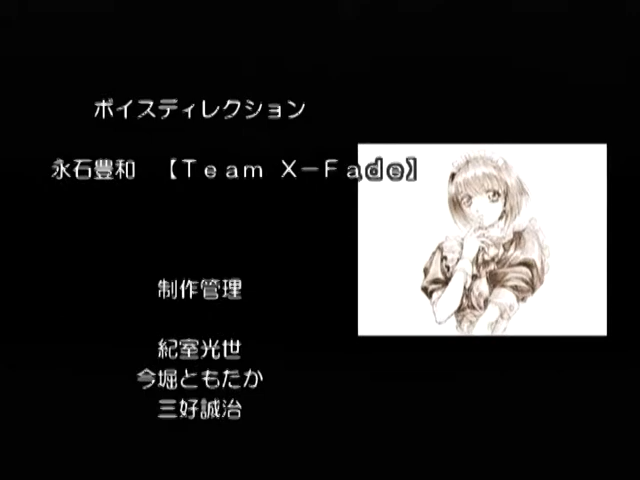 ボイスディレクション
永石豊和　【Ｔｅａｍ　Ｘ－Ｆａｄｅ】
制作管理
紀室光世
今堀ともたか
三好誠治